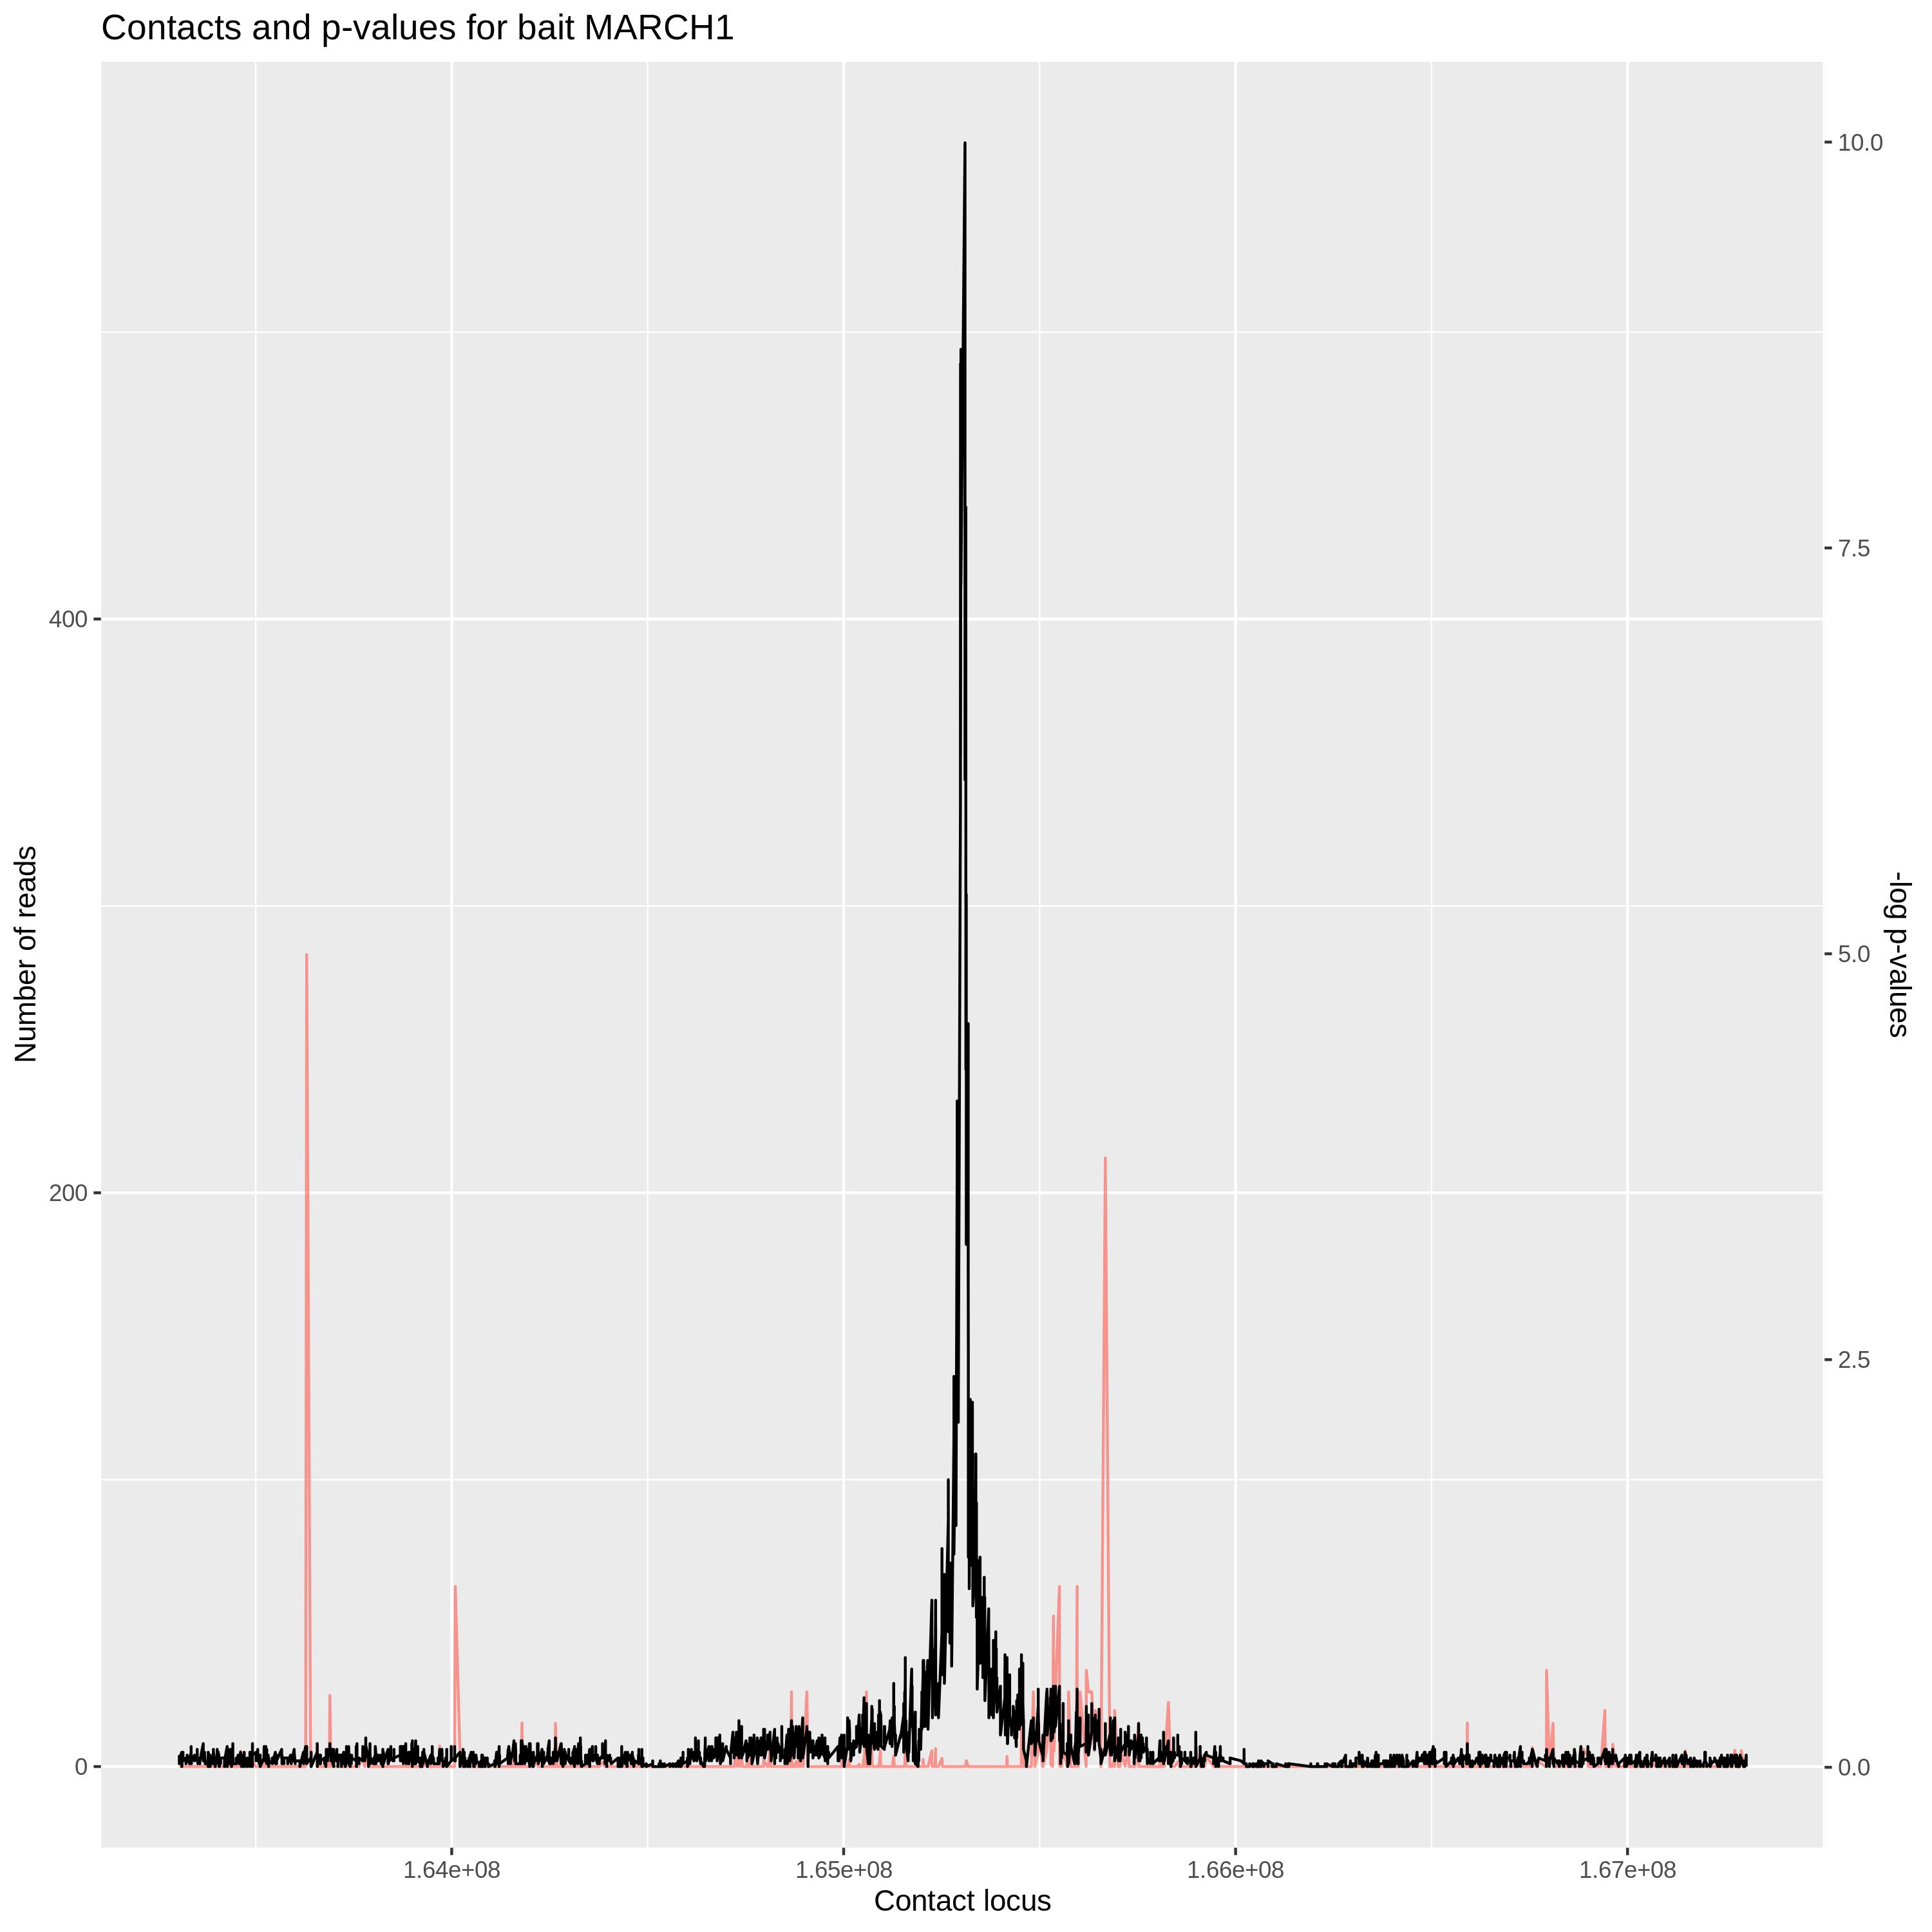 Contacts and p-values for bait MARCH1
10.0
7.5
400
Number of reads
-log p-values
5.0
200
2.5
0
0.0
1.64e+08
1.65e+08
1.66e+08
1.67e+08
Contact locus